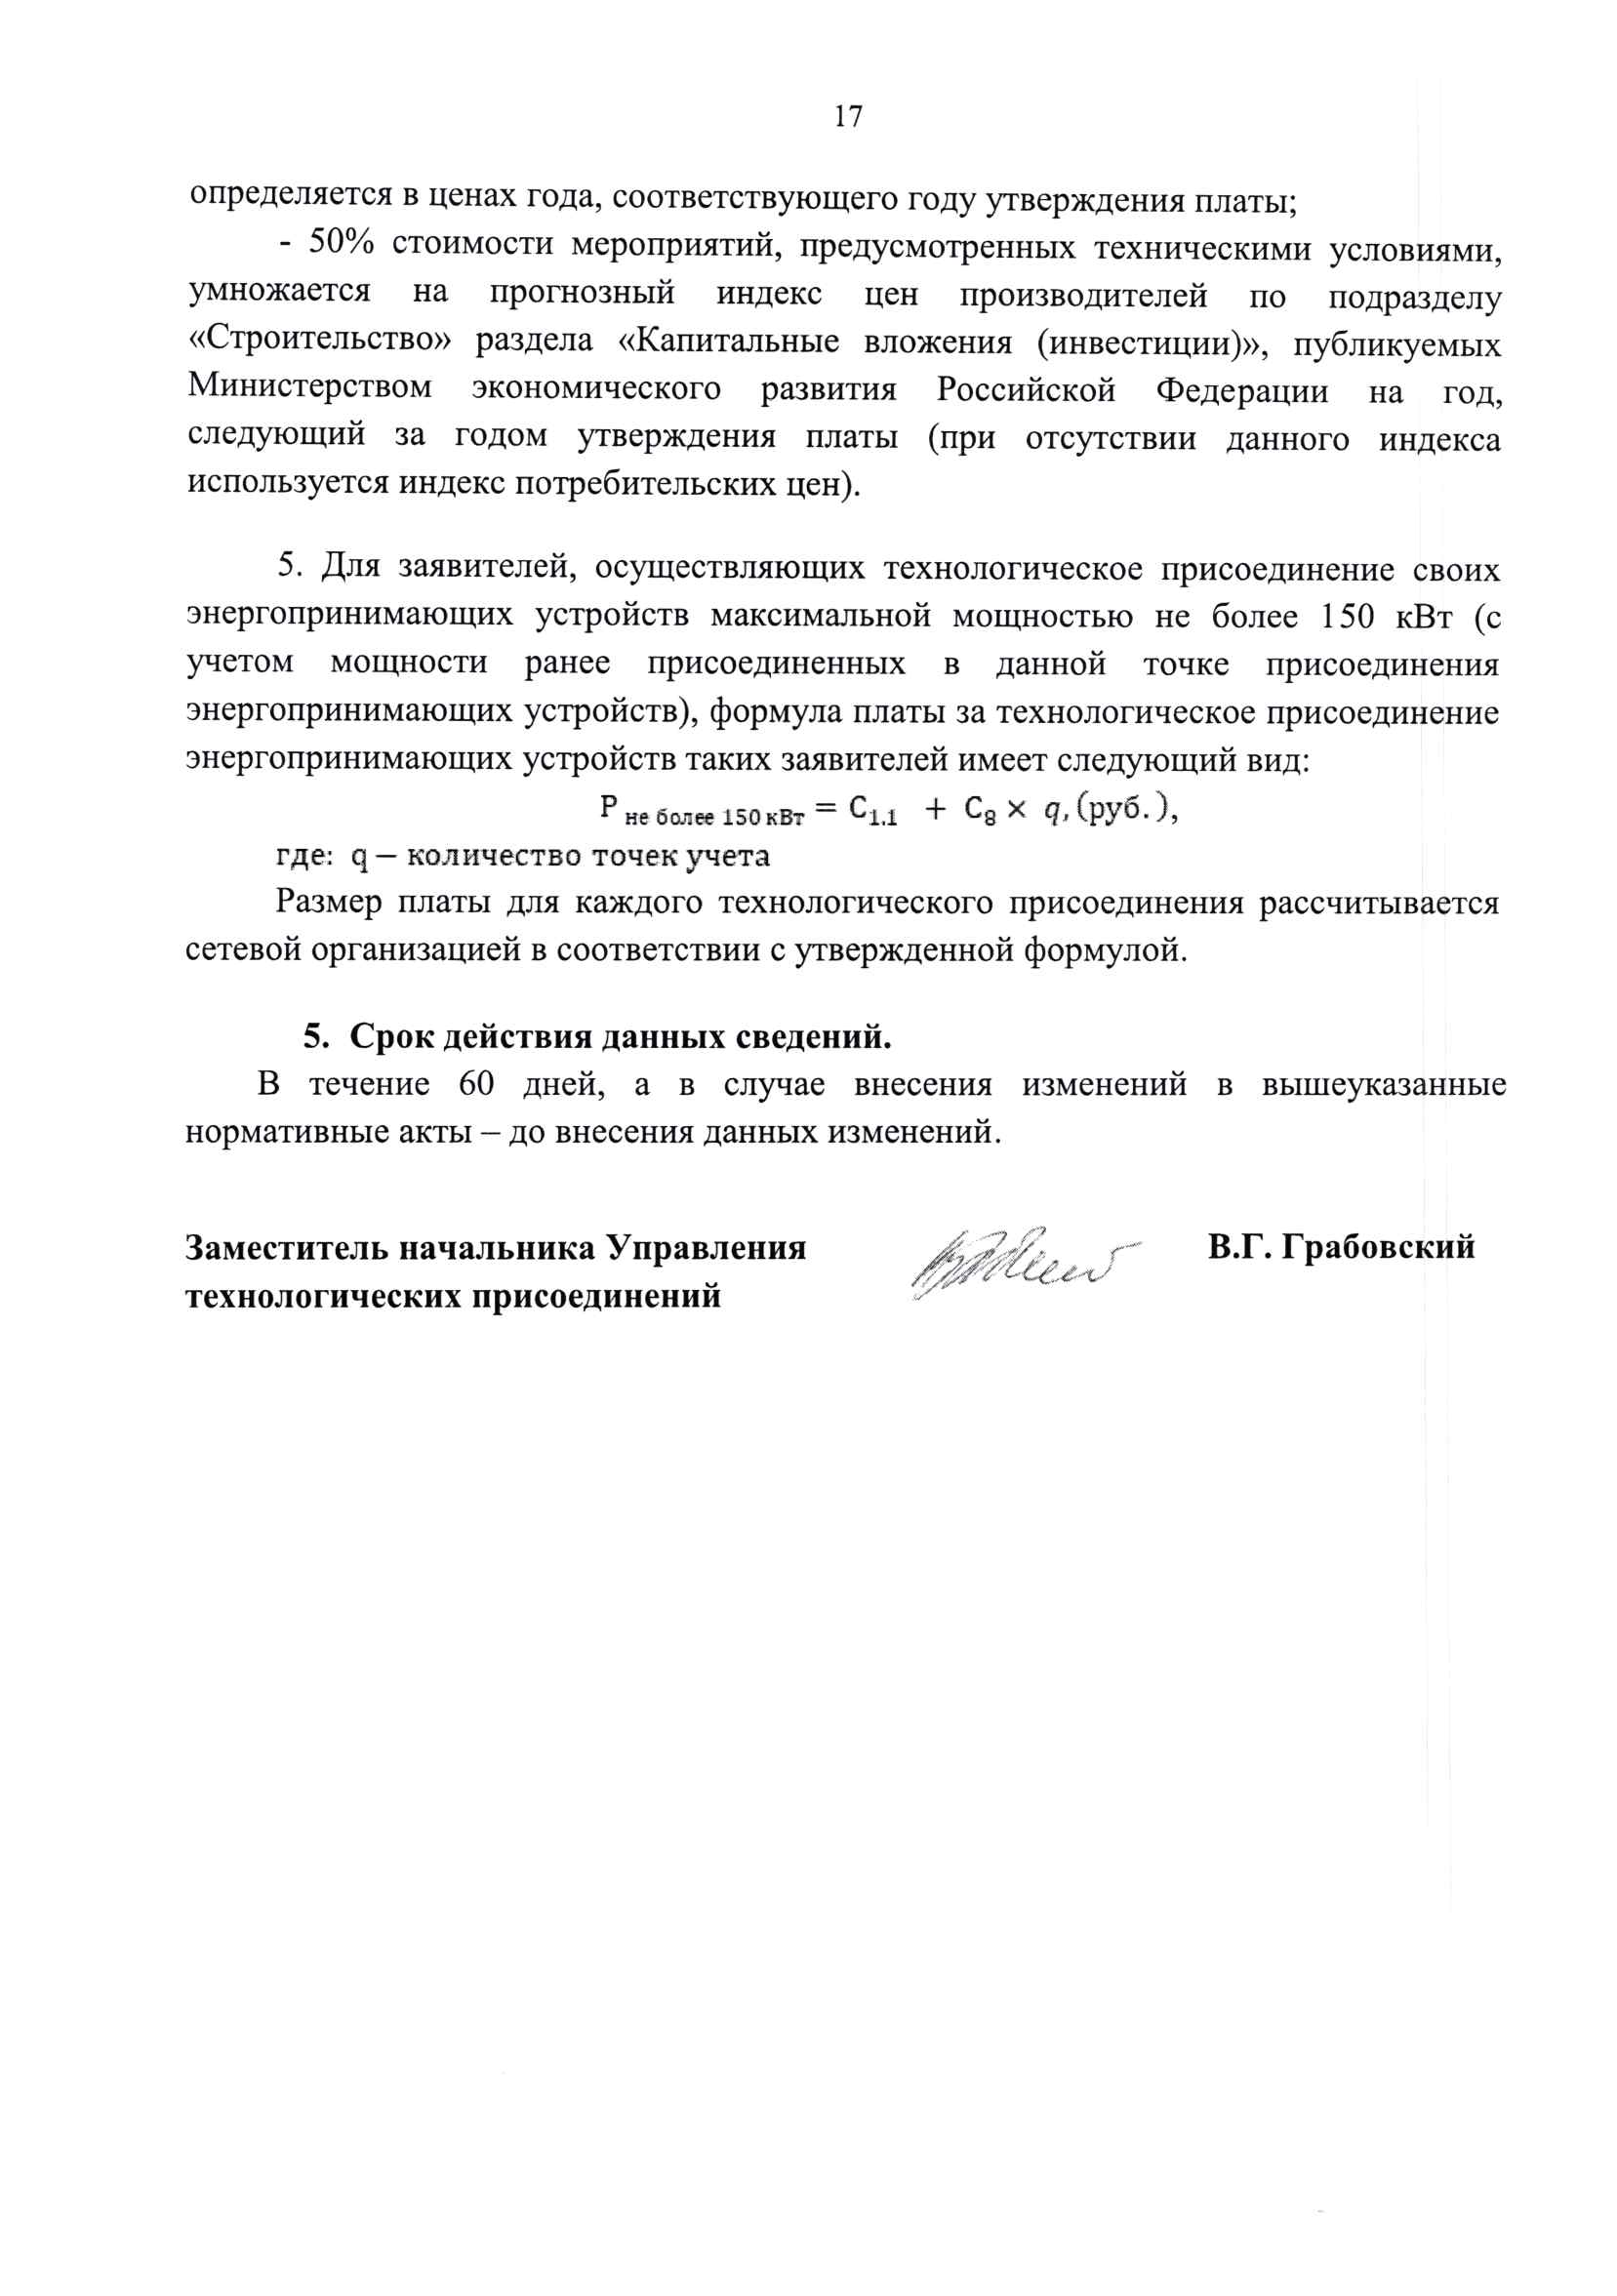 17
определяется в ценах года, соответствующего году утверждения платы;
- 50% стоимости мероприятий, предусмотренных техническими условиями,
умножается на прогнозный индекс цен производителей по подразделу
«Строительство» раздела «Капитальные вложения (инвестиции)», публикуемых
Министерством экономического развития Российской Федерации на год,
следующий за годом утверждения платы (при отсутствии данного индекса
используется индекс потребительских цен).
5. Для заявителей, осуществляющих технологическое присоединение своих
энергопринимающих устройств максимальной мощностью не более 150 кВт (с
учетом мощности ранее присоединенных в данной точке присоединения
энергопринимающих устройств), формула платы за технологическое присоединение
энергопринимающих устройств таких заявителей имеет следующий вид:
P не более 150 кВт = C1.1 + C8 × q, (руб.),
где: q – количество точек учета
Размер платы для каждого технологического присоединения рассчитывается
сетевой организацией в соответствии с утвержденной формулой.
5. Срок действия данных сведений.
В течение 60 дней, а в случае внесения изменений в вышеуказанные
нормативные акты – до внесения данных изменений.
Заместитель начальника Управления В.Г. Грабовский
технологических присоединений